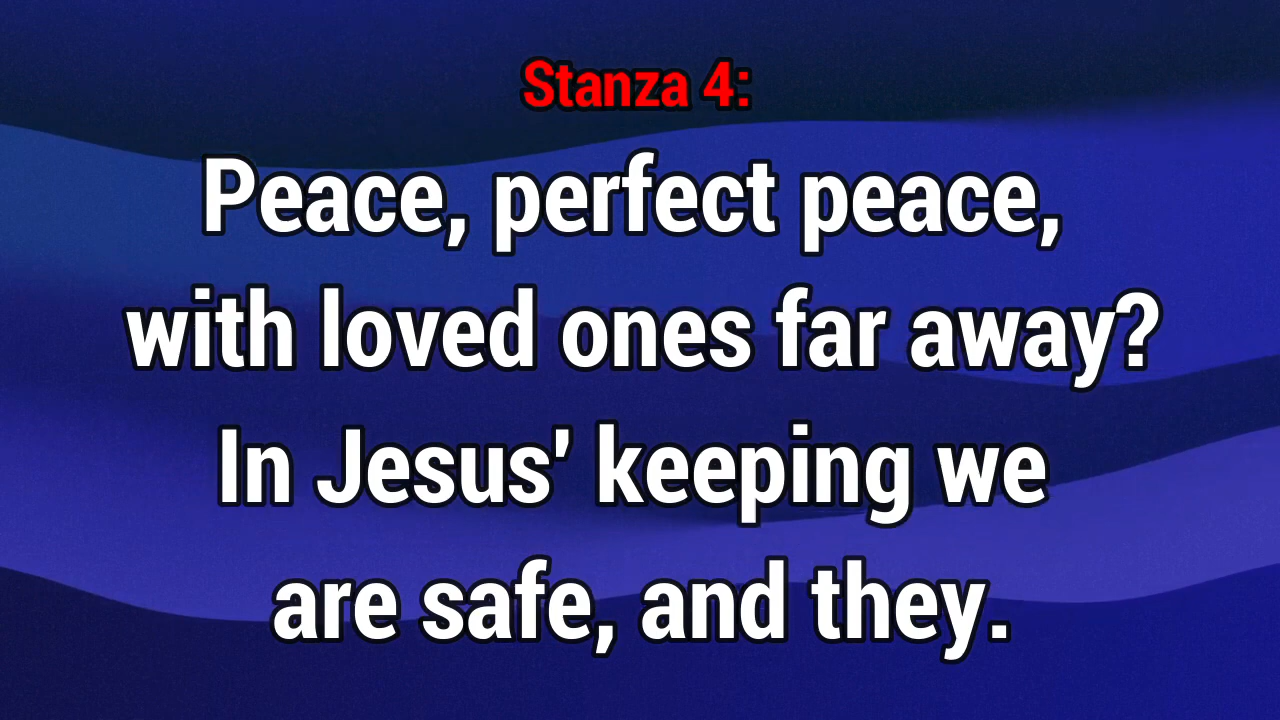 Stanza 4:
Peace, perfect peace,
with loved ones far away?
In Jesus' keeping we
are safe, and they.